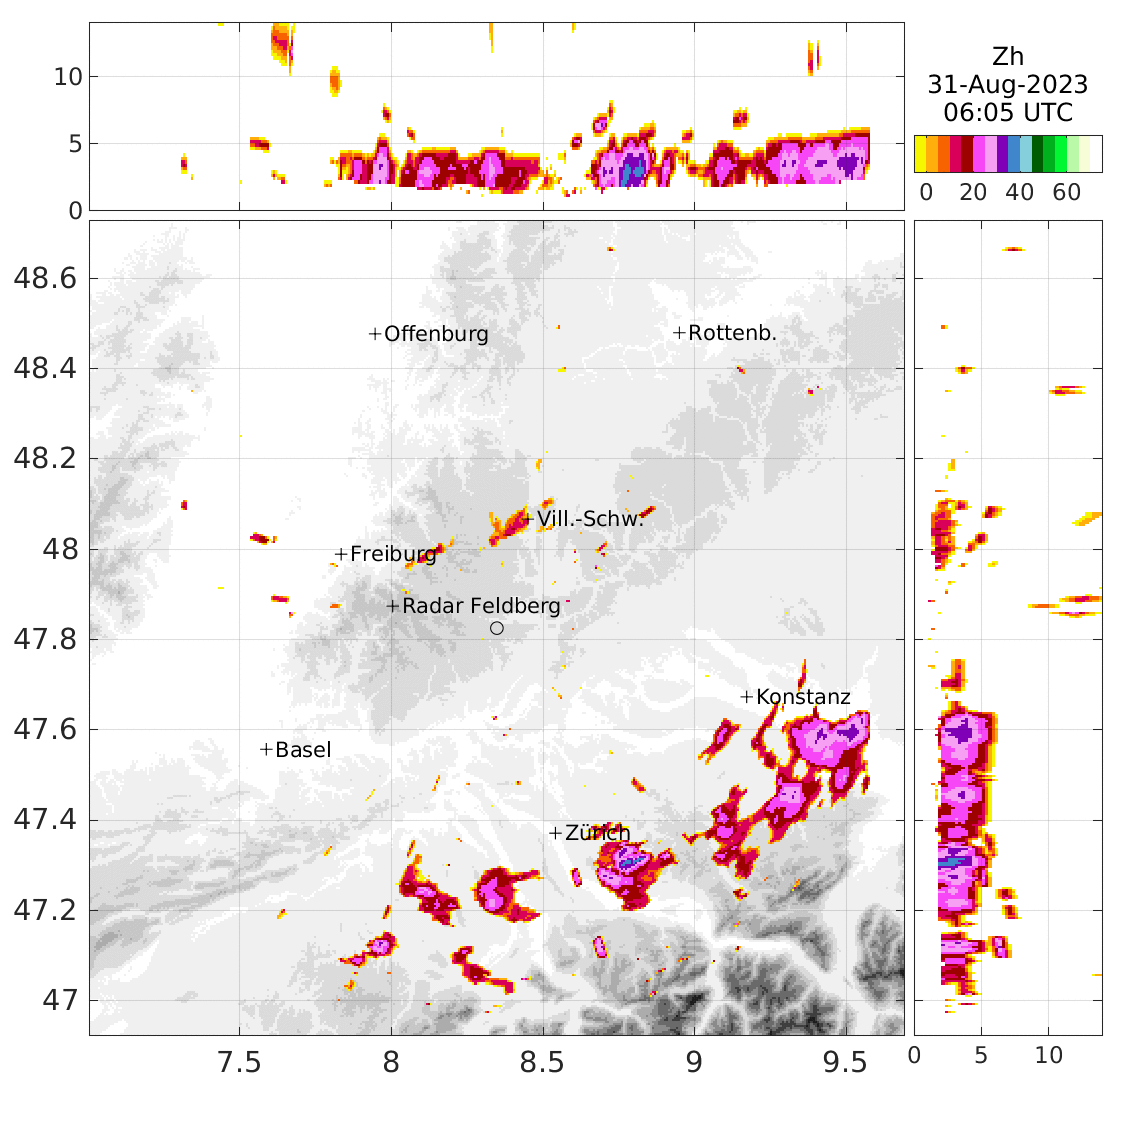 10
5
0
Zh
31-Aug-2023
06:05 UTC
0 20 40 60
48.6
48.4
48.2
48
47.8
47.6
47.4
47.2
47
Offenburg
Rottenb.
Vill.-Schw.
Freiburg
Radar Feldberg
Konstanz
Basel
Zürich
7.5 8 8.5 9 9.5
0 5 10